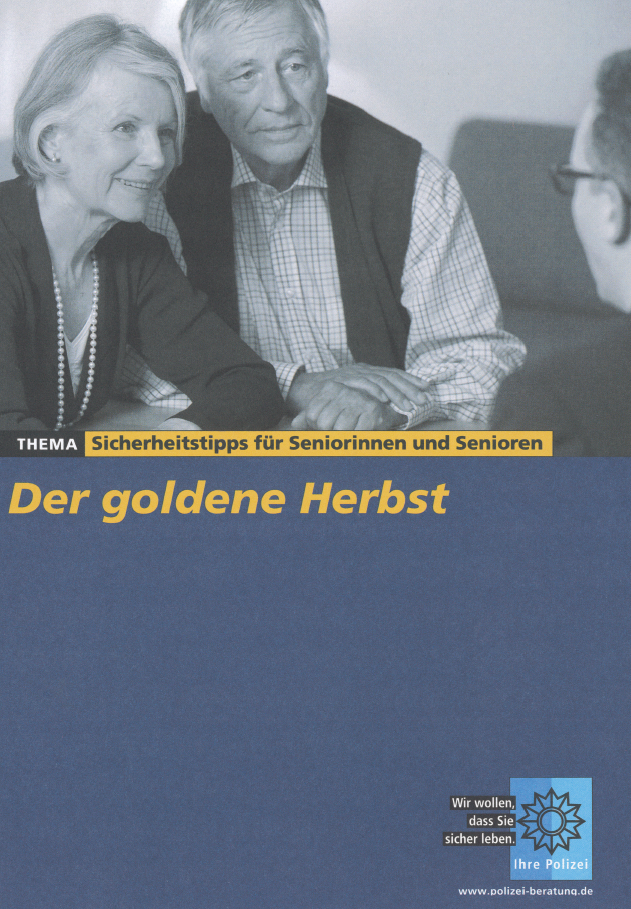 THEMA Sicherheitstipps für Seniorinnen und Senioren
Der goldene Herbst
Wir wollen,
dass Sie
sicher leben.
Ihre Polizei
www.polizei-beratung.de